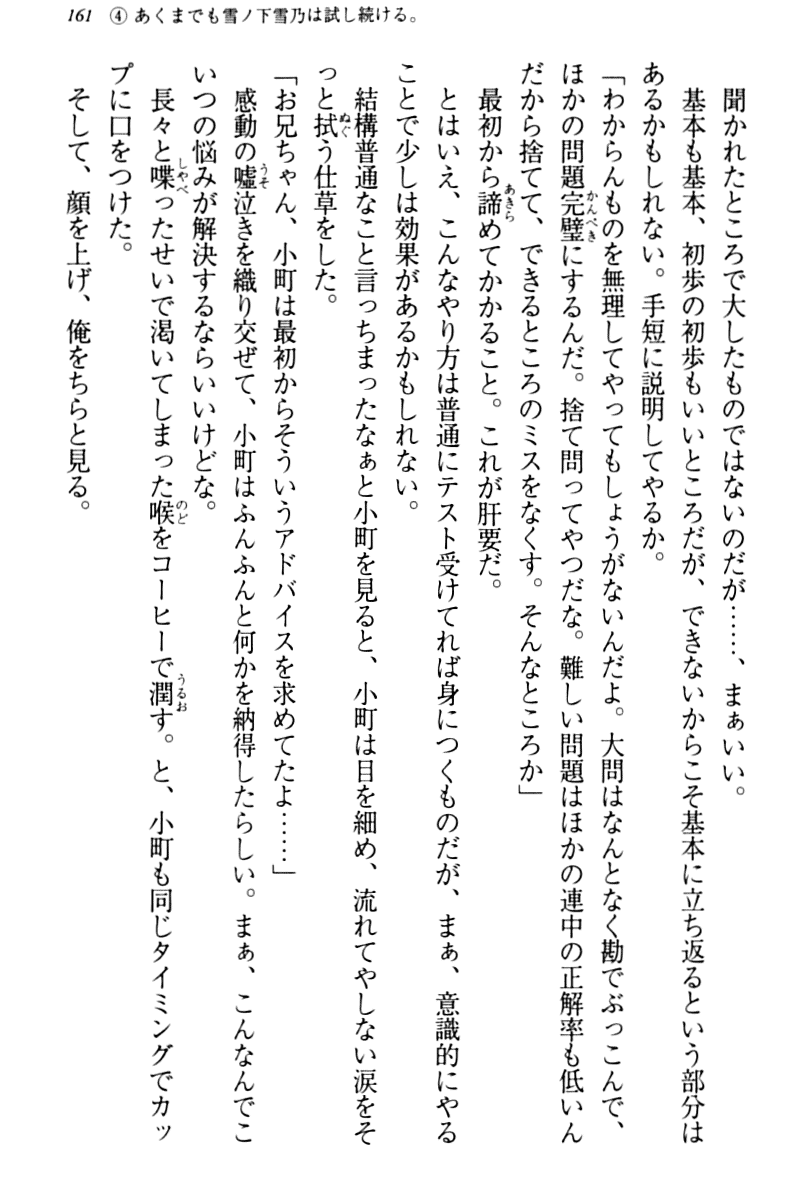 161 ④ あくまでも雪ノ下雪乃は試し続ける。
聞かれたところで大したものではないのだが……、まぁいい。
基本も基本、初歩の初歩もいいところだが、できないからこそ基本に立ち返るという部分は
あるかもしれない。手短に説明してやるか。
「わからんものを無理してやってもしょうがないんだよ。大問はなんとなく勘でぶっこんで、
ほかの問題完璧にするんだ。捨て問ってやつだな。難しい問題はほかの連中の正解率も低いん
だから捨てて、できるところのミスをなくす。そんなところか」
最初から諦めてかかること。これが肝要だ。
とはいえ、こんなやり方は普通にテスト受けてれば身につくものだが、まぁ、意識的にやる
ことで少しは効果があるかもしれない。
結構普通なこと言っちまったなぁと小町を見ると、小町は目を細め、流れてやしない涙をそ
っと拭う仕草をした。
「お兄ちゃん、小町は最初からそういうアドバイスを求めてたよ……」
感動の嘘泣きを織り交ぜて、小町はふんふんと何かを納得したらしい。まぁ、こんなんでこ
いつの悩みが解決するならいいけどな。
長々と喋ったせいで渇いてしまった喉をコーヒーで潤す。と、小町も同じタイミングでカッ
プに口をつけた。
そして、顔を上げ、俺をちらと見る。